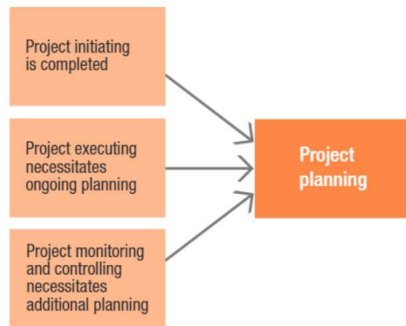 Project initiating
is completed
Project executing
necessitates
ongoing planning
Project monitoring
and controlling
necessitates
additional planning
Project
planning